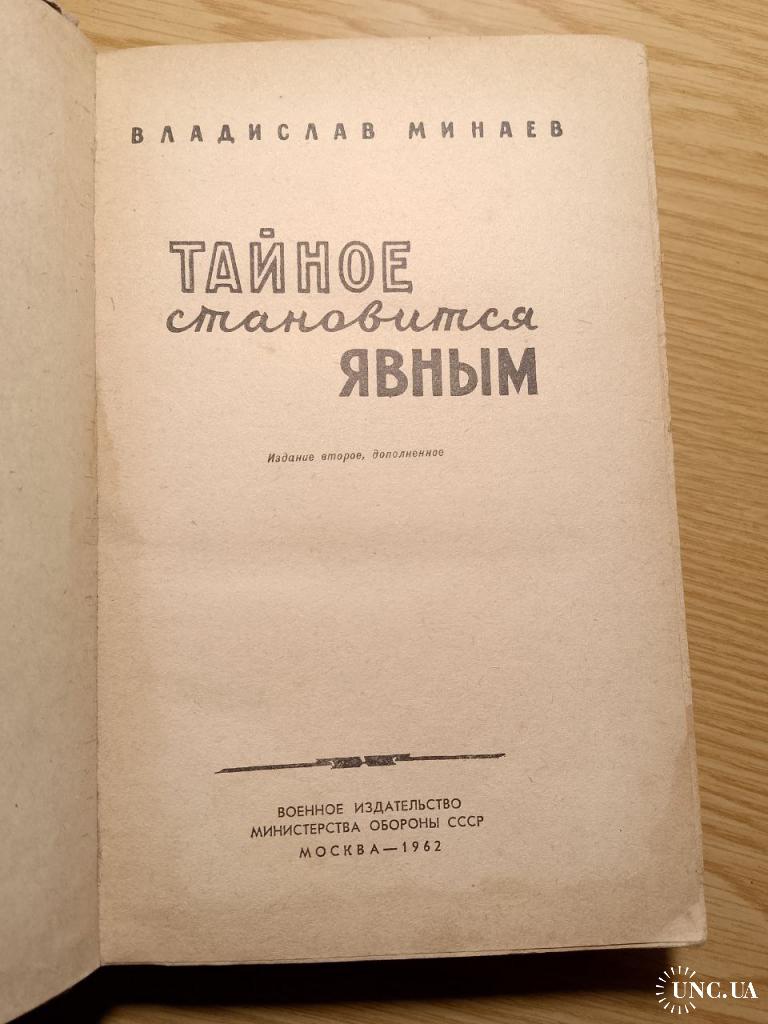 ВЛАДИСЛАВ МИНАЕВ
ТАЙНОЕ
становится
ЯВНЫМ
Издание второе, дополненное
ВОЕННОЕ ИЗДАТЕЛЬСТВО
МИНИСТЕРСТВА ОБОРОНЫ СССР
МОСКВА—1962
UNC.UA